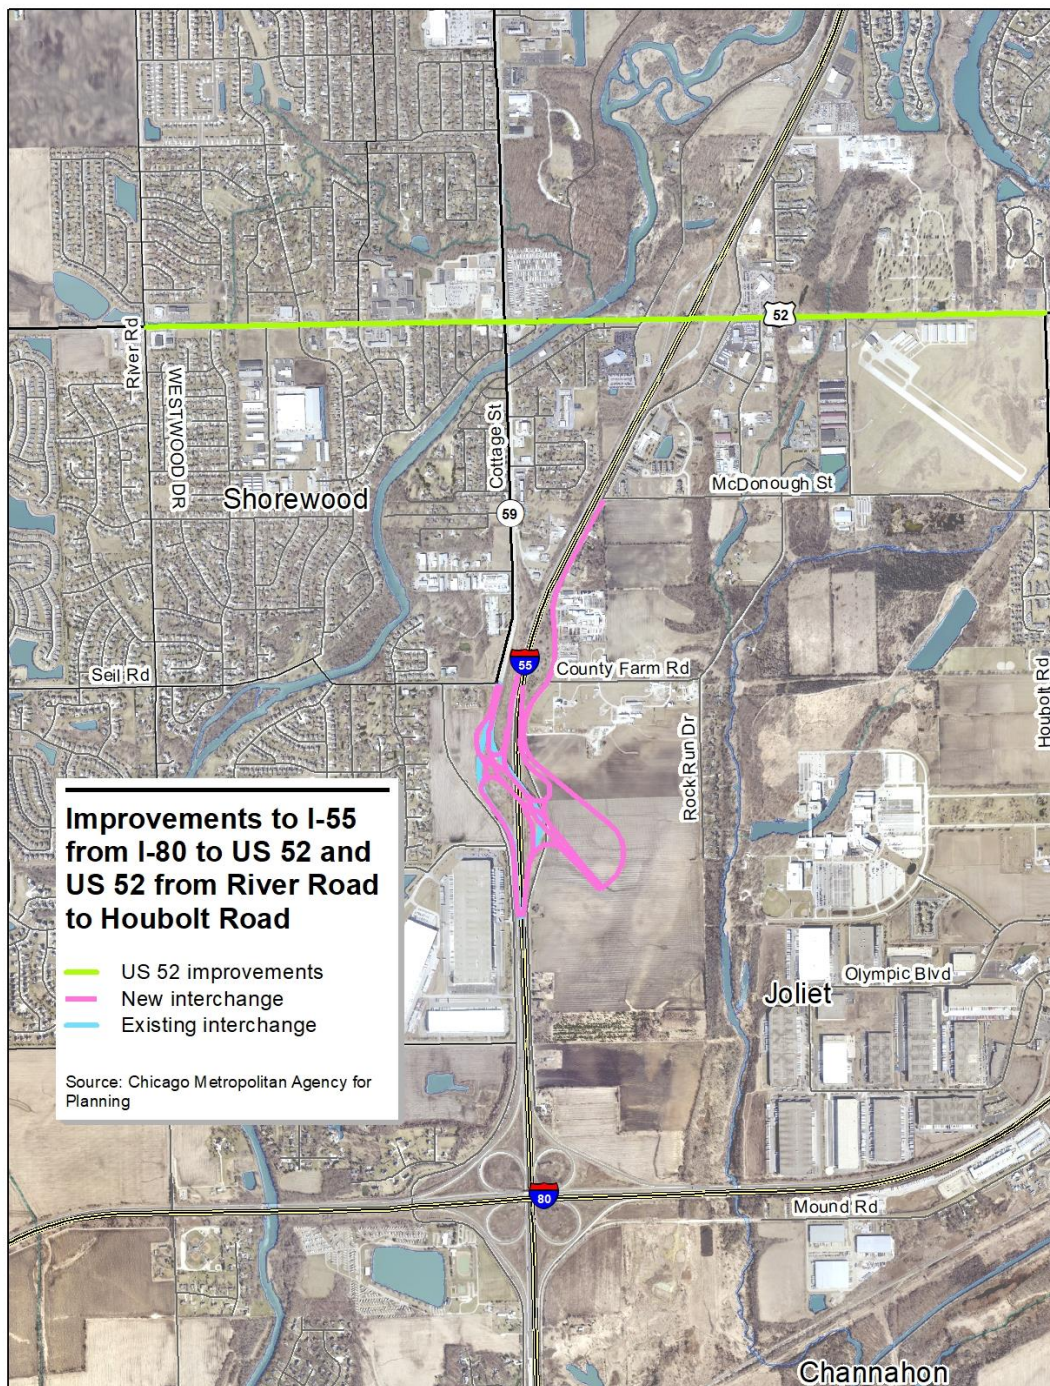 52
River Rd
WESTWOOD DR
Cottage St
McDonough St
Shorewood
59
55
Seil Rd
County Farm Rd
Houbolt Rd
Rock Run Dr
Improvements to I-55
from I-80 to US 52 and
US 52 from River Road
to Houbolt Road
US 52 improvements
New interchange
Existing interchange
Source: Chicago Metropolitan Agency for
Planning
Olympic Blvd
Joliet
80
Mound Rd
Channahon